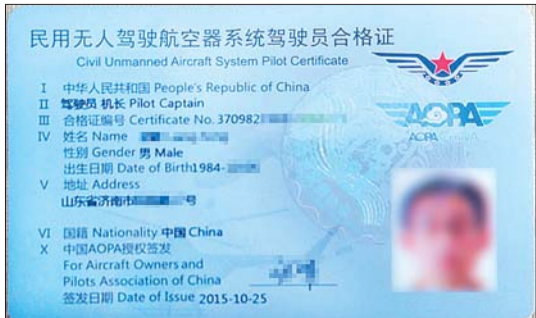 民用无人驾驶航空器系统驾驶员合格证
Civil Unmanned Aircraft System Pilot Certificate
I 中华人民共和国 People's Republic of China
II 驾驶员 机长 Pilot Captain
III 合格证编号 Certificate No. 370982
IV 姓名 Name
性别 Gender 男 Male
出生日期 Date of Birth1984-
V 地址 Address
山东省济南市 号
VI 国籍 Nationality 中国 China
X 中国AOPA授权签发
For Aircraft Owners and
Pilots Association of China
签发日期 Date of Issue 2015-10-25
AOPA
AOPA